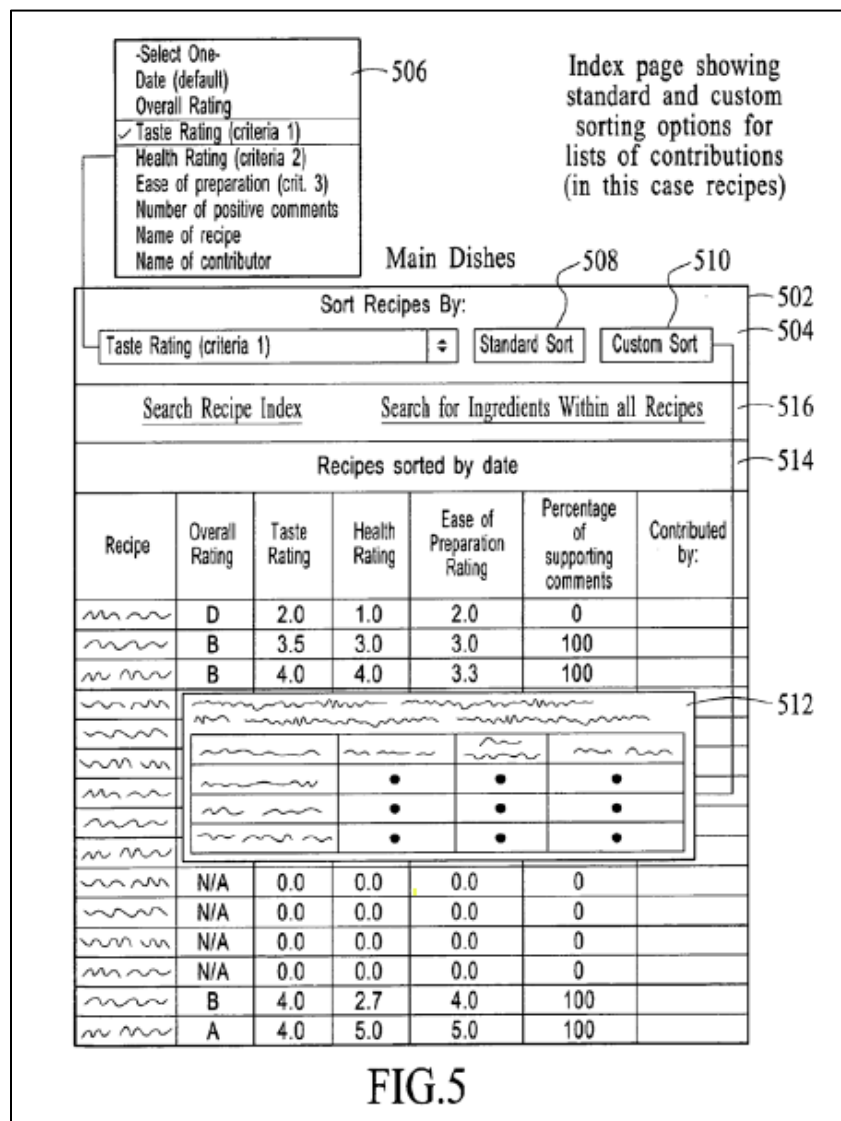 -Select One-
Date (default)
Overall Rating
✓ Taste Rating (criteria 1)
Health Rating (criteria 2)
Ease of preparation (crit. 3)
Number of positive comments
Name of recipe
Name of contributor
506
Index page showing
standard and custom
sorting options for
lists of contributions
(in this case recipes)
Main Dishes
508
510
502
Sort Recipes By:
504
Taste Rating (criteria 1)
Standard Sort
Custom Sort
Search Recipe Index
Search for Ingredients Within all Recipes
516
Recipes sorted by date
514
Recipe
Overall
Rating
Taste
Rating
Health
Rating
Ease of
Preparation
Rating
Percentage
of
supporting
comments
Contributed
by:
D 2.0 1.0 2.0 0
B 3.5 3.0 3.0 100
B 4.0 4.0 3.3 100
512
N/A 0.0 0.0 0.0 0
N/A 0.0 0.0 0.0 0
N/A 0.0 0.0 0.0 0
N/A 0.0 0.0 0.0 0
B 4.0 2.7 4.0 100
A 4.0 5.0 5.0 100
FIG.5